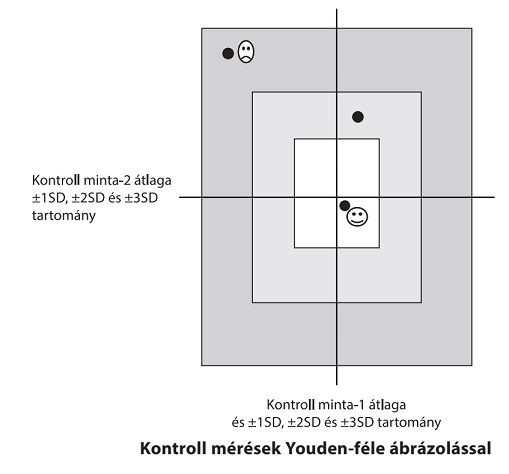 Kontroll minta-2 átlaga
±1SD, ±2SD és ±3SD
tartomány
Kontroll minta-1 átlaga
és ±1SD, ±2SD és ±3SD tartomány
Kontroll mérések Youden-féle ábrázolással